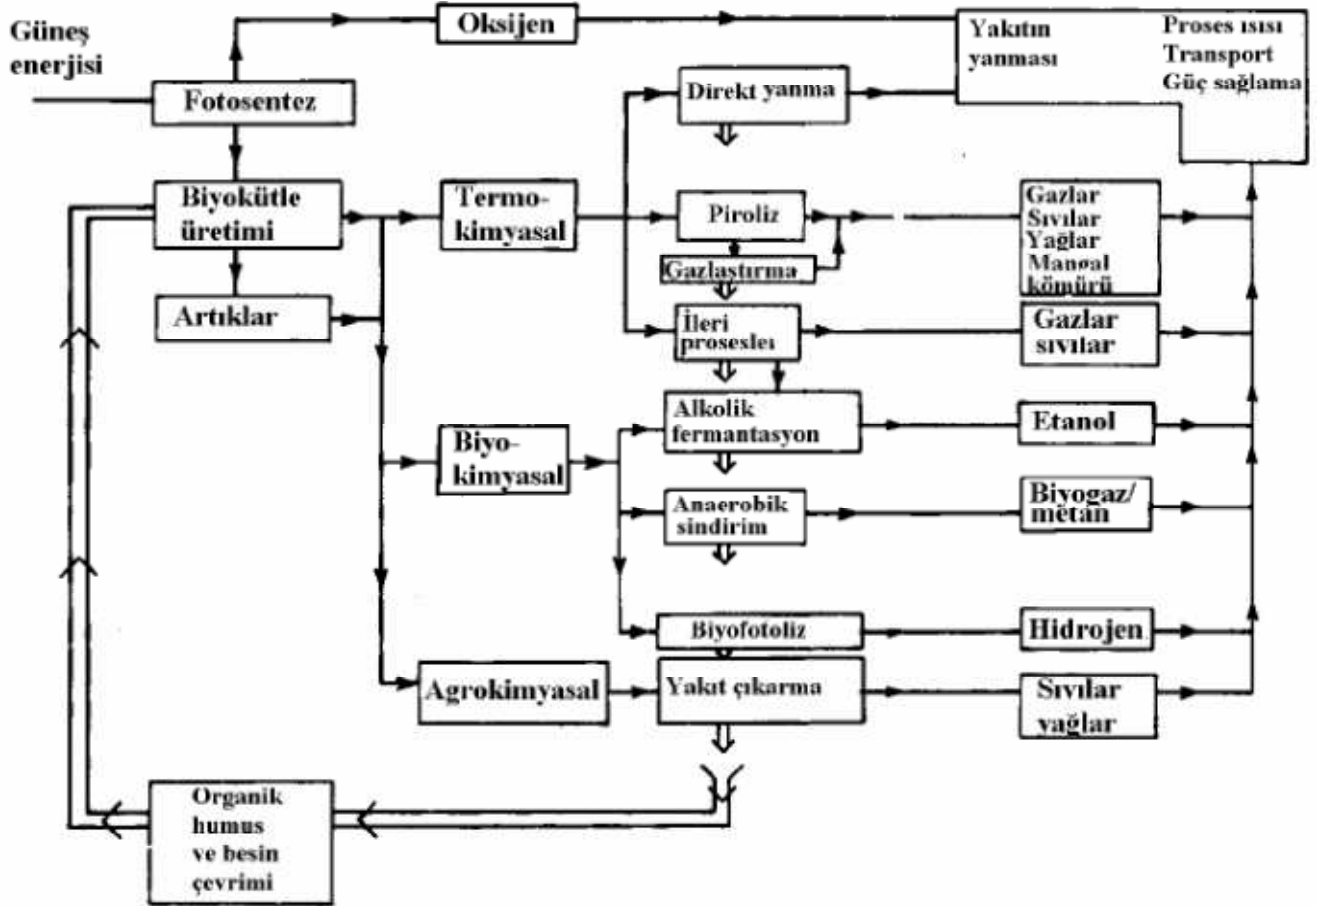 Güneş
enerjisi
Oksijen
Yakıtın
yanması
Proses ısısı
Transport
Güç sağlama
Fotosentez
Direkt yanma
Biyokütle
üretimi
Termo-
kimyasal
Piroliz
Gazlaştırma
Gazlar
Sıvılar
Yağlar
Mangal
kömürü
Artıklar
İleri
prosesler
Gazlar
sıvılar
Biyo-
kimyasal
Alkolik
fermantasyon
Etanol
Anaerobik
sindirim
Biyogaz/
metan
Biyofotoliz
Hidrojen
Agrokimyasal
Yakıt çıkarma
Sıvılar
yağlar
Organik
humus
ve besin
çevrimi